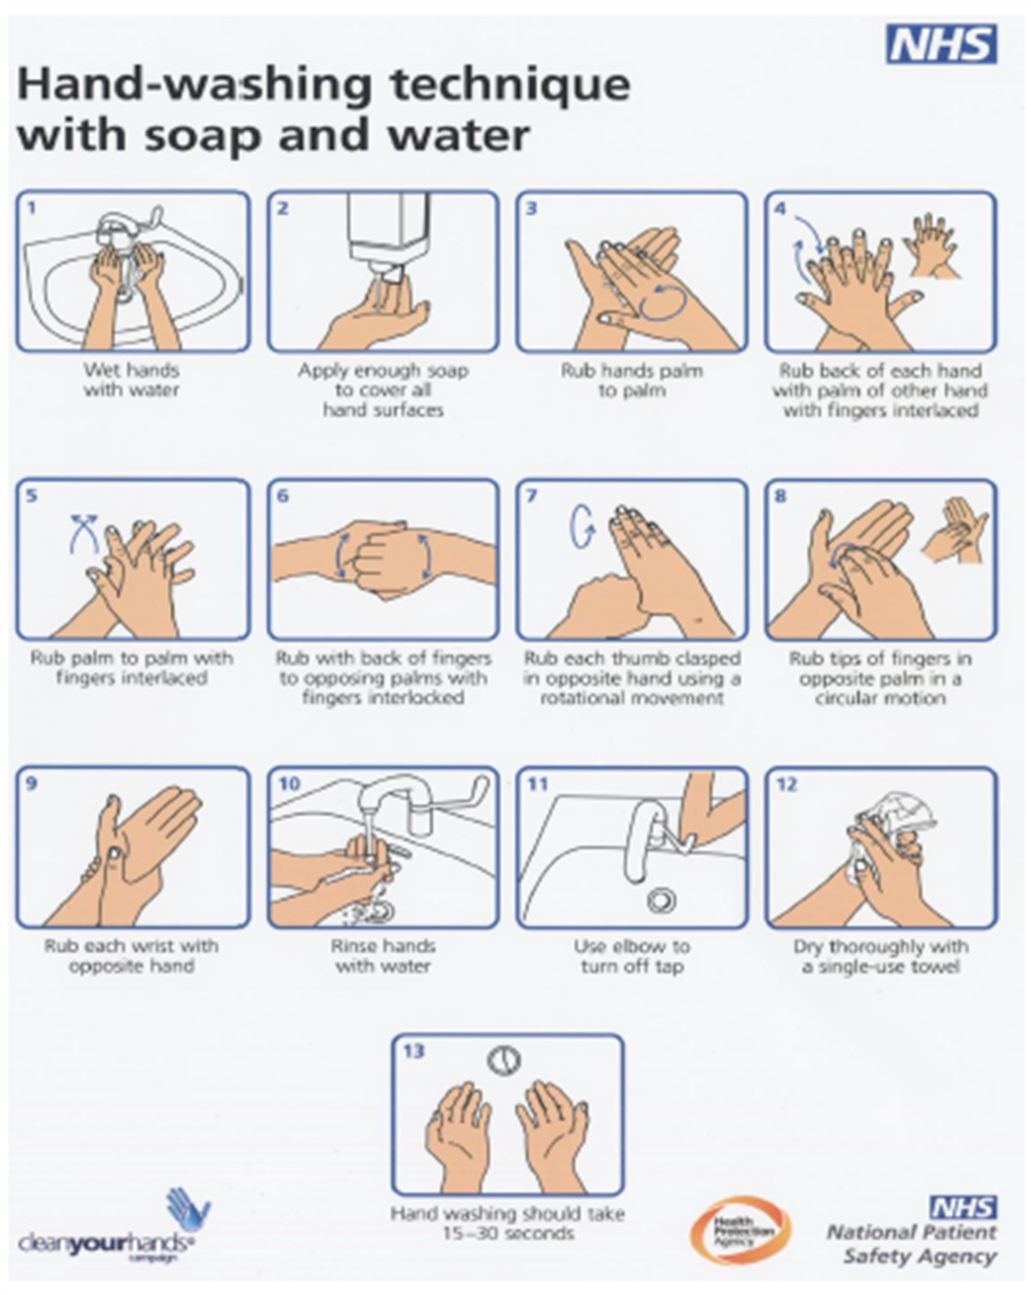 NHS
Hand-washing technique
with soap and water
1
Wet hands
with water
2
Apply enough soap
to cover all
hand surfaces
3
Rub hands palm
to palm
4
Rub back of each hand
with palm of other hand
with fingers interlaced
5
Rub palm to palm with
fingers interlaced
6
Rub with back of fingers
to opposing palms with
fingers interlocked
7
Rub each thumb clasped
in opposite hand using a
rotational movement
8
Rub tips of fingers in
opposite palm in a
circular motion
9
Rub each wrist with
opposite hand
10
Rinse hands
with water
11
Use elbow to
turn off tap
12
Dry thoroughly with
a single-use towel
13
Hand washing should take
15–30 seconds
cleanyourhands®
campaign
Health
Protection
Agency
NHS
National Patient
Safety Agency